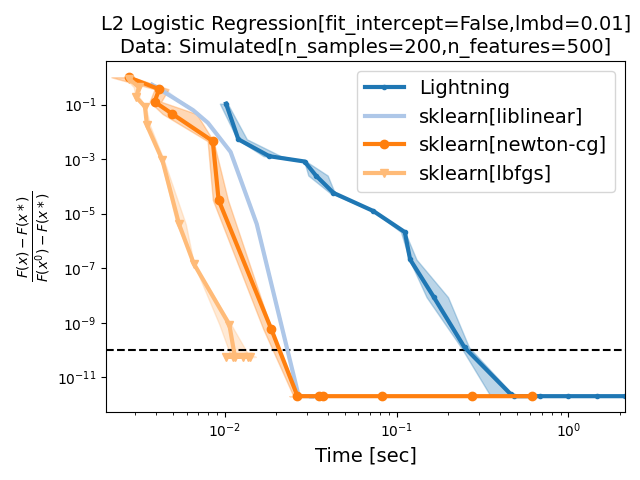 L2 Logistic Regression[fit_intercept=False,lmbd=0.01]
Data: Simulated[n_samples=200,n_features=500]
Lightning
sklearn[liblinear]
sklearn[newton-cg]
sklearn[lbfgs]
10⁻¹
10⁻³
10⁻⁵
10⁻⁷
10⁻⁹
10⁻¹¹
F(x) − F(x*)
F(x⁰) − F(x*)
10⁻² 10⁻¹ 10⁰
Time [sec]